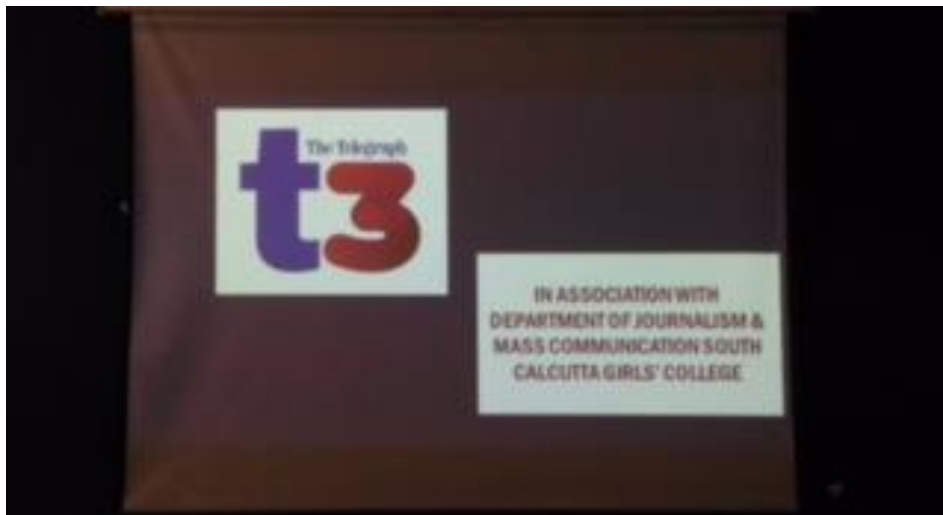 The Telegraph
t3
IN ASSOCIATION WITH
DEPARTMENT OF JOURNALISM &
MASS COMMUNICATION SOUTH
CALCUTTA GIRLS' COLLEGE